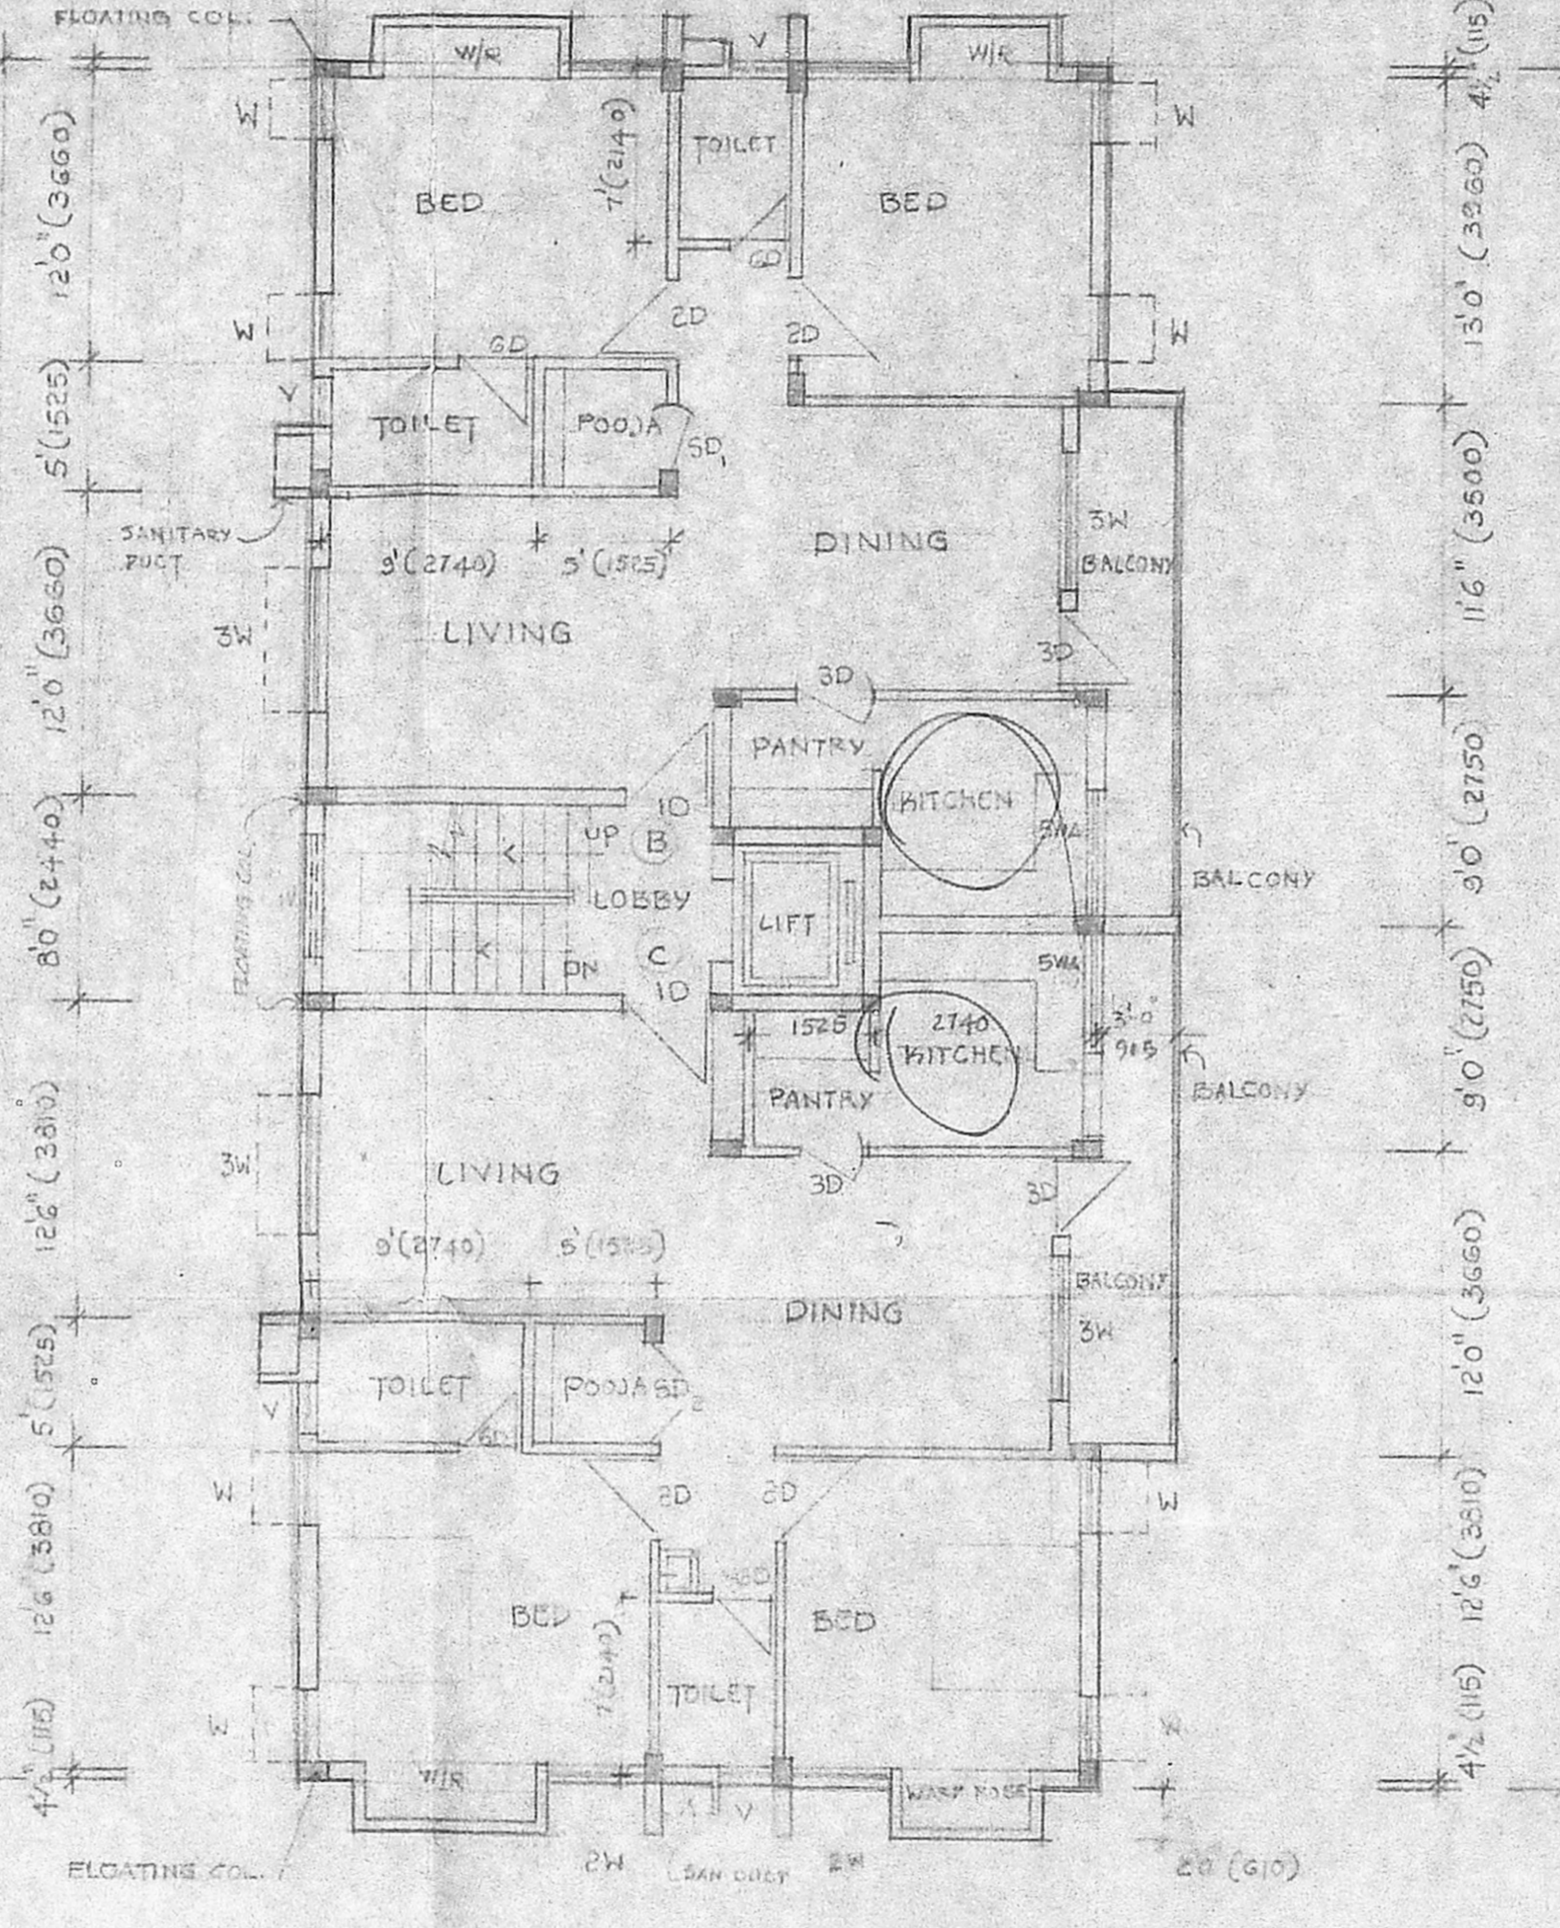 FLOATING COL.
W/R
V
W/R
4½" (115)
W
W
12'0" (3660)
7'(2140)
TOILET
BED
BED
13'0' (3960)
W
W
2D
2D
6D
V
5'(1525)
TOILET
POOJA
5D1
SANITARY
DUCT
9'(2740)
5'(1525)
DINING
3W
BALCONY
11'6" (3500)
12'0" (3660)
3W
LIVING
3D
3D
PANTRY
KITCHEN
1D
UP
B
5WA
9'0" (2750)
8'0" (2440)
FLOATING COL.
LOBBY
LIFT
BALCONY
C
DN
1D
5WA
9'0" (2750)
1525
2740
3'0"
915
KITCHEN
BALCONY
PANTRY
12'6" (3810)
3W
LIVING
3D
3D
9'(2740)
5'(1525)
DINING
BALCONY
3W
12'0" (3660)
5'(1525)
TOILET
POOJA
5D2
V
6D
W
2D
2D
W
12'6 (3810)
12'6' (3810)
6D
BED
BED
7'(2140)
TOILET
W
W
4½" (115)
4½" (115)
W/R
V
WARD ROBE
FLOATING COL.
2W
SAN DUCT
2W
20 (610)